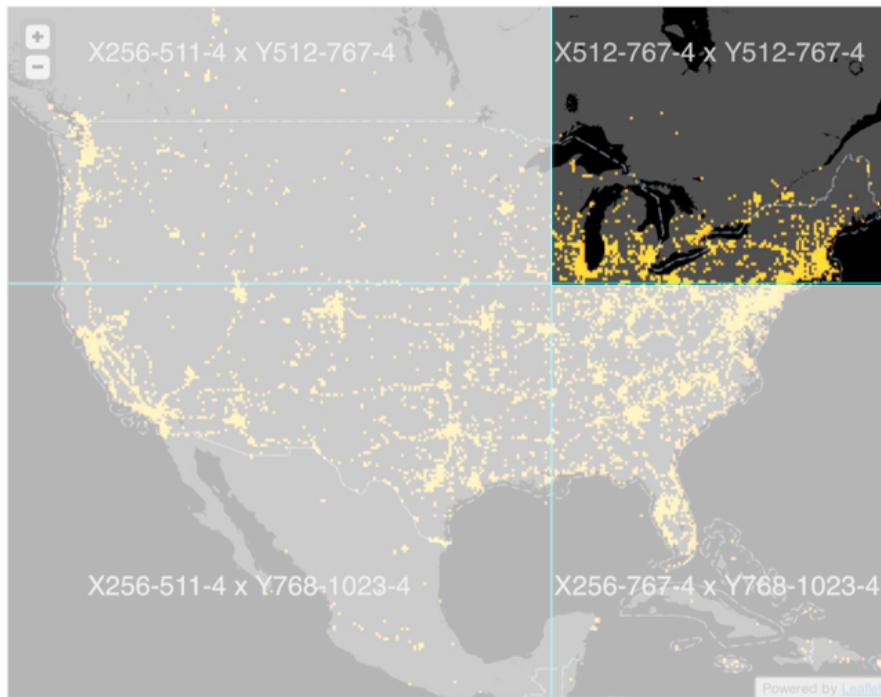 +
X256-511-4 x Y512-767-4
X512-767-4 x Y512-767-4
−
X256-511-4 x Y768-1023-4
X256-767-4 x Y768-1023-4
Powered by Leaflet